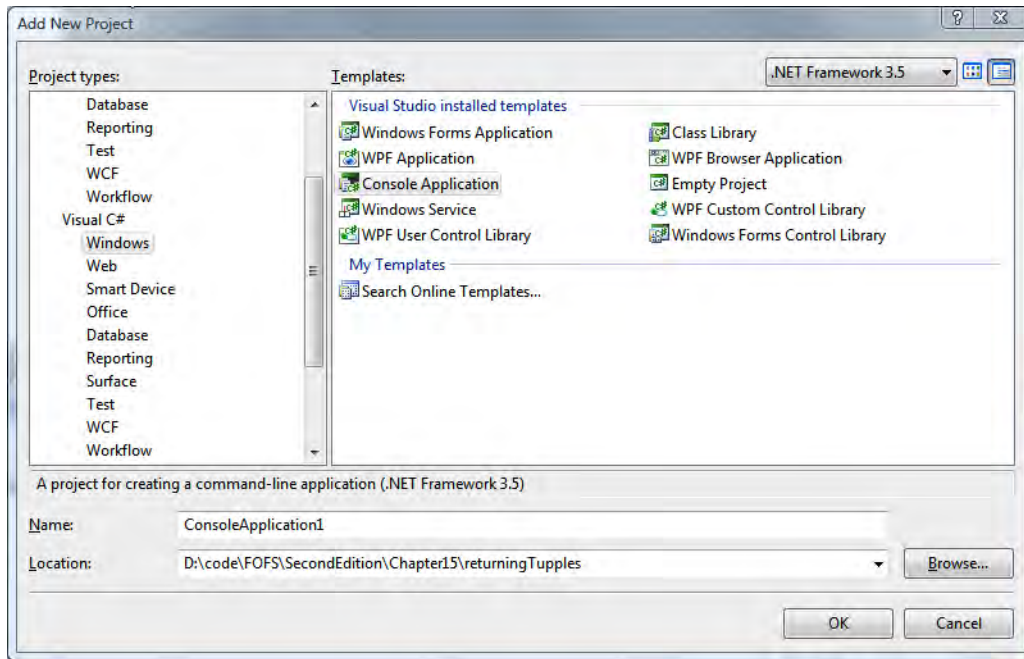 Add New Project
Project types:
Templates:
.NET Framework 3.5
Database
Reporting
Test
WCF
Workflow
Visual C#
Windows
Web
Smart Device
Office
Database
Reporting
Surface
Test
WCF
Workflow
Visual Studio installed templates
Windows Forms Application
WPF Application
Console Application
Windows Service
WPF User Control Library
Class Library
WPF Browser Application
Empty Project
WPF Custom Control Library
Windows Forms Control Library
My Templates
Search Online Templates...
A project for creating a command-line application (.NET Framework 3.5)
Name:
ConsoleApplication1
Location:
D:\code\FOFS\SecondEdition\Chapter15\returningTupples
Browse...
OK
Cancel